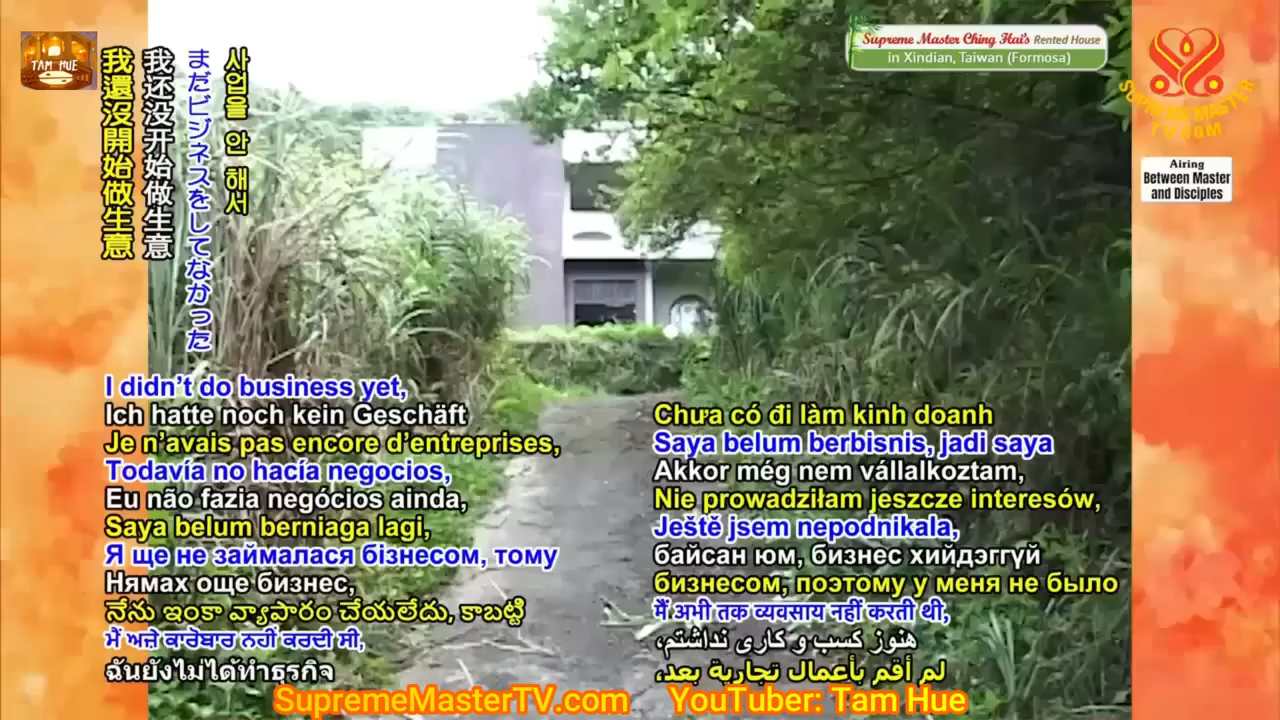 TAM HUE
我還沒開始做生意
我还没开始做生意
まだビジネスをしてなかった
사업을 안 해서
Supreme Master Ching Hai's Rented House
in Xindian, Taiwan (Formosa)
SUPREME MASTER
TV.COM
Airing
Between Master
and Disciples
I didn't do business yet,
Ich hatte noch kein Geschäft
Je n'avais pas encore d'entreprises,
Todavía no hacía negocios,
Eu não fazia negócios ainda,
Saya belum berniaga lagi,
Я ще не займалася бізнесом, тому
Нямах още бизнес,
నేను ఇంకా వ్యాపారం చేయలేదు, కాబట్టి
ਮੈਂ ਅਜੇ ਕਾਰੋਬਾਰ ਨਹੀਂ ਕਰਦੀ ਸੀ,
ฉันยังไม่ได้ทำธุรกิจ
Chưa có đi làm kinh doanh
Saya belum berbisnis, jadi saya
Akkor még nem vállalkoztam,
Nie prowadziłam jeszcze interesów,
Ještě jsem nepodnikala,
байсан юм, бизнес хийдэггүй
бизнесом, поэтому у меня не было
मैं अभी तक व्यवसाय नहीं करती थी,
هنوز کسب و کاری نداشتم،
لم أقم بأعمال تجارية بعد،
SupremeMasterTV.com YouTuber: Tam Hue